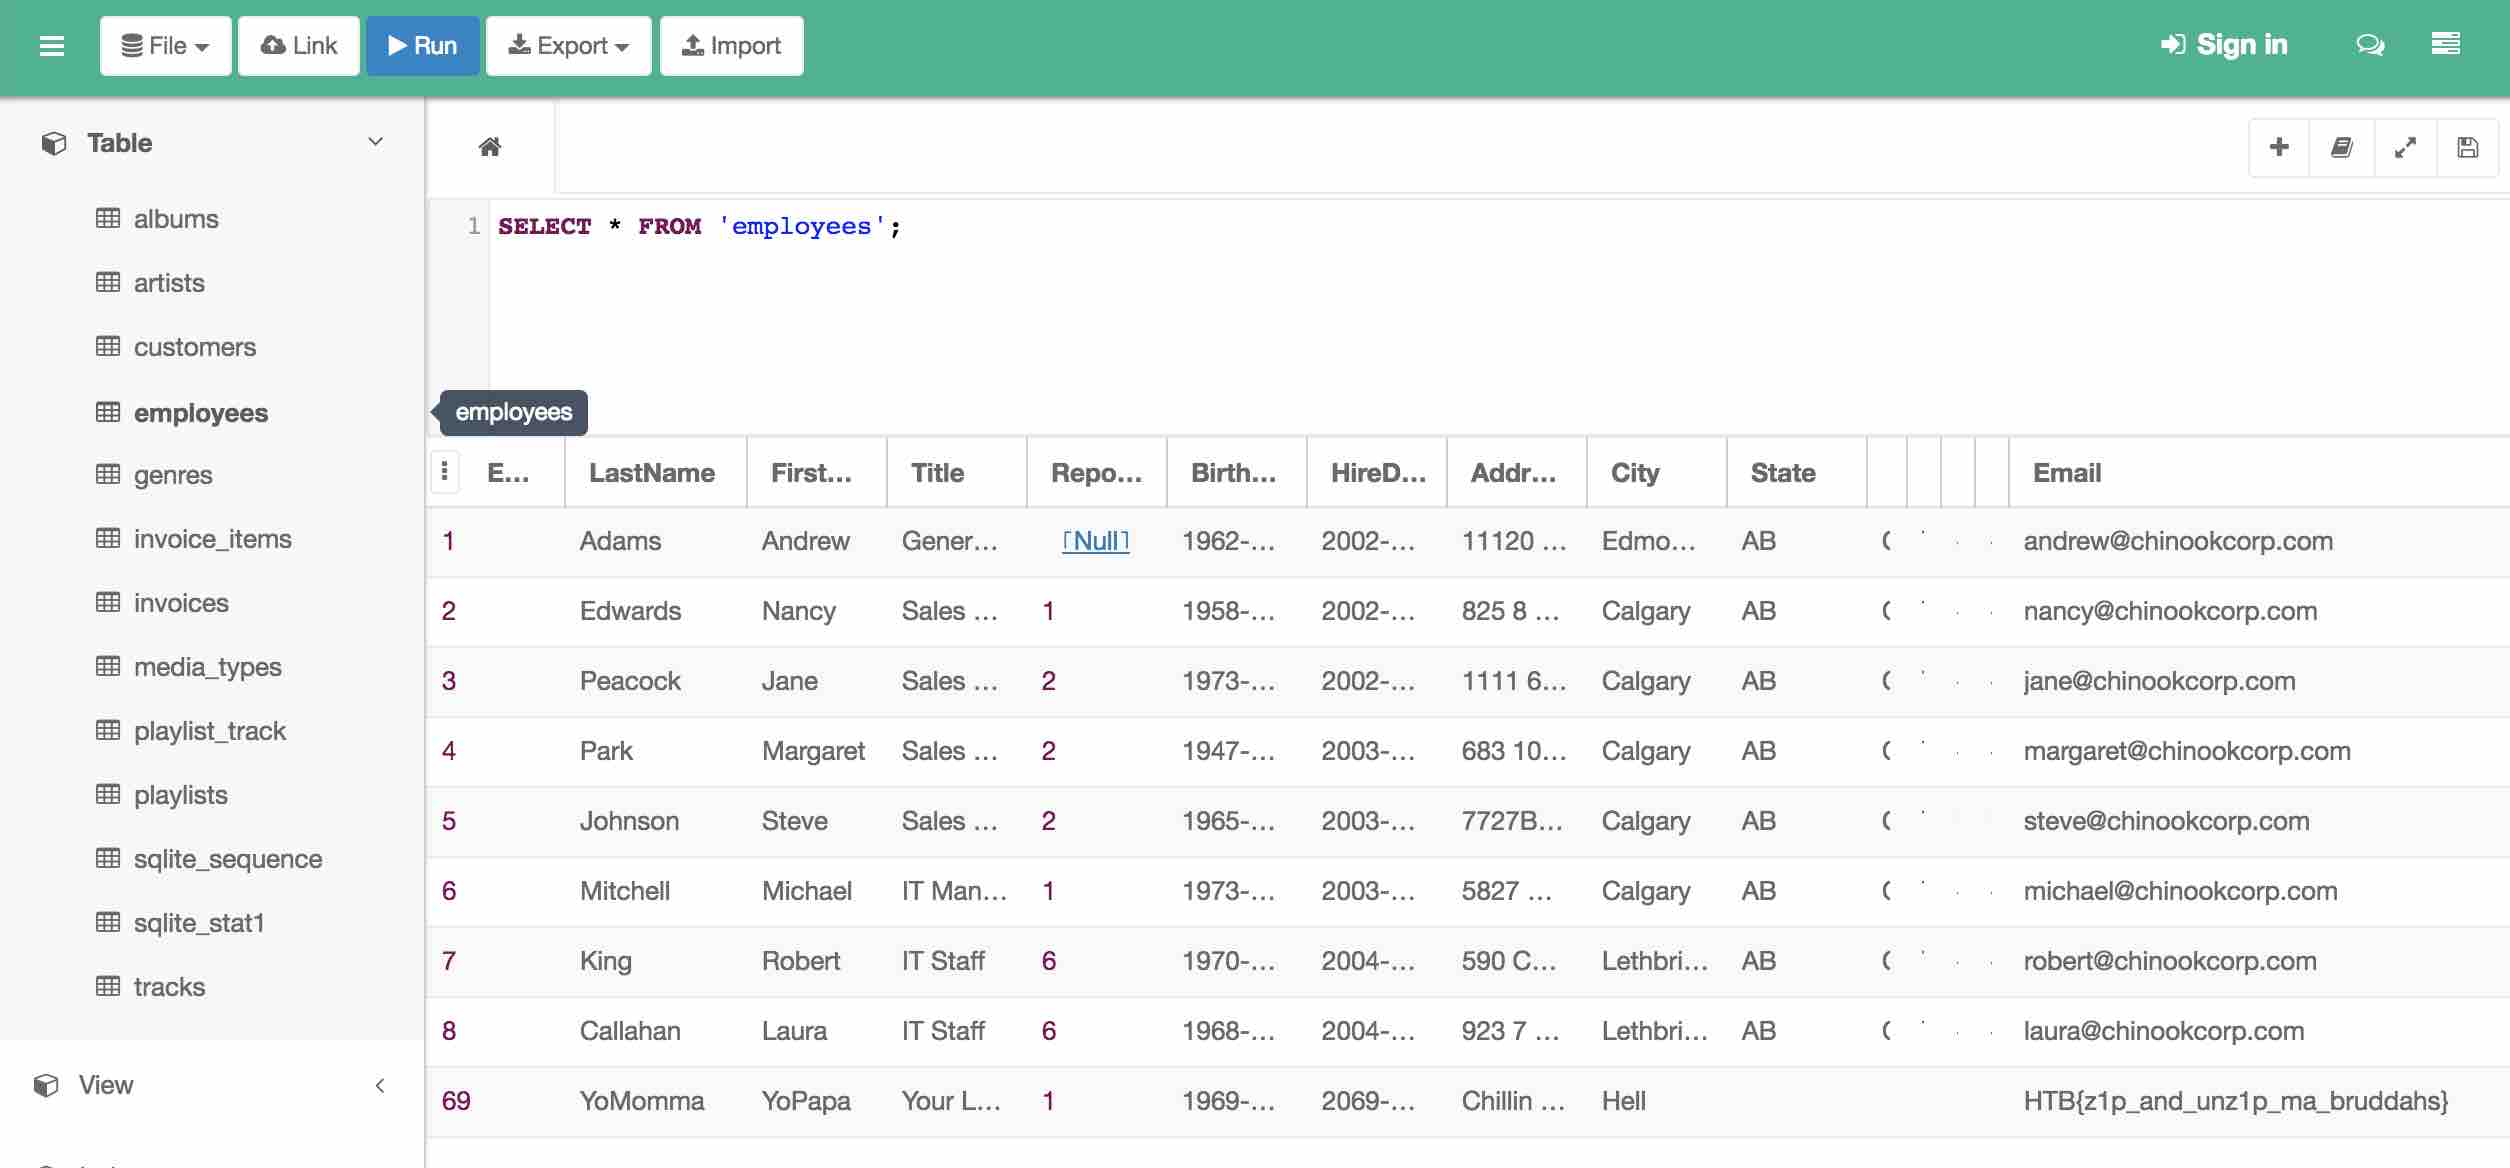 File Link Run Export Import Sign in
Table
albums
artists
customers
employees
genres
invoice_items
invoices
media_types
playlist_track
playlists
sqlite_sequence
sqlite_stat1
tracks
View
1 SELECT * FROM 'employees';
employees
E... LastName First... Title Repo... Birth... HireD... Addr... City State Email
1 Adams Andrew Gener... ⌈Null⌉ 1962-... 2002-... 11120 ... Edmo... AB andrew@chinookcorp.com
2 Edwards Nancy Sales ... 1 1958-... 2002-... 825 8 ... Calgary AB nancy@chinookcorp.com
3 Peacock Jane Sales ... 2 1973-... 2002-... 1111 6... Calgary AB jane@chinookcorp.com
4 Park Margaret Sales ... 2 1947-... 2003-... 683 10... Calgary AB margaret@chinookcorp.com
5 Johnson Steve Sales ... 2 1965-... 2003-... 7727B... Calgary AB steve@chinookcorp.com
6 Mitchell Michael IT Man... 1 1973-... 2003-... 5827 ... Calgary AB michael@chinookcorp.com
7 King Robert IT Staff 6 1970-... 2004-... 590 C... Lethbri... AB robert@chinookcorp.com
8 Callahan Laura IT Staff 6 1968-... 2004-... 923 7 ... Lethbri... AB laura@chinookcorp.com
69 YoMomma YoPapa Your L... 1 1969-... 2069-... Chillin ... Hell HTB{z1p_and_unz1p_ma_bruddahs}